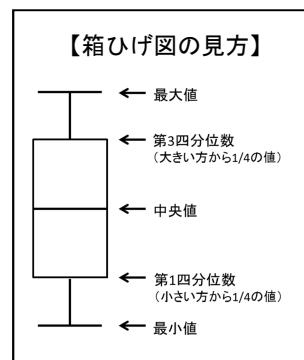 【箱ひげ図の見方】
最大値
第3四分位数
（大きい方から1/4の値）
中央値
第1四分位数
（小さい方から1/4の値）
最小値